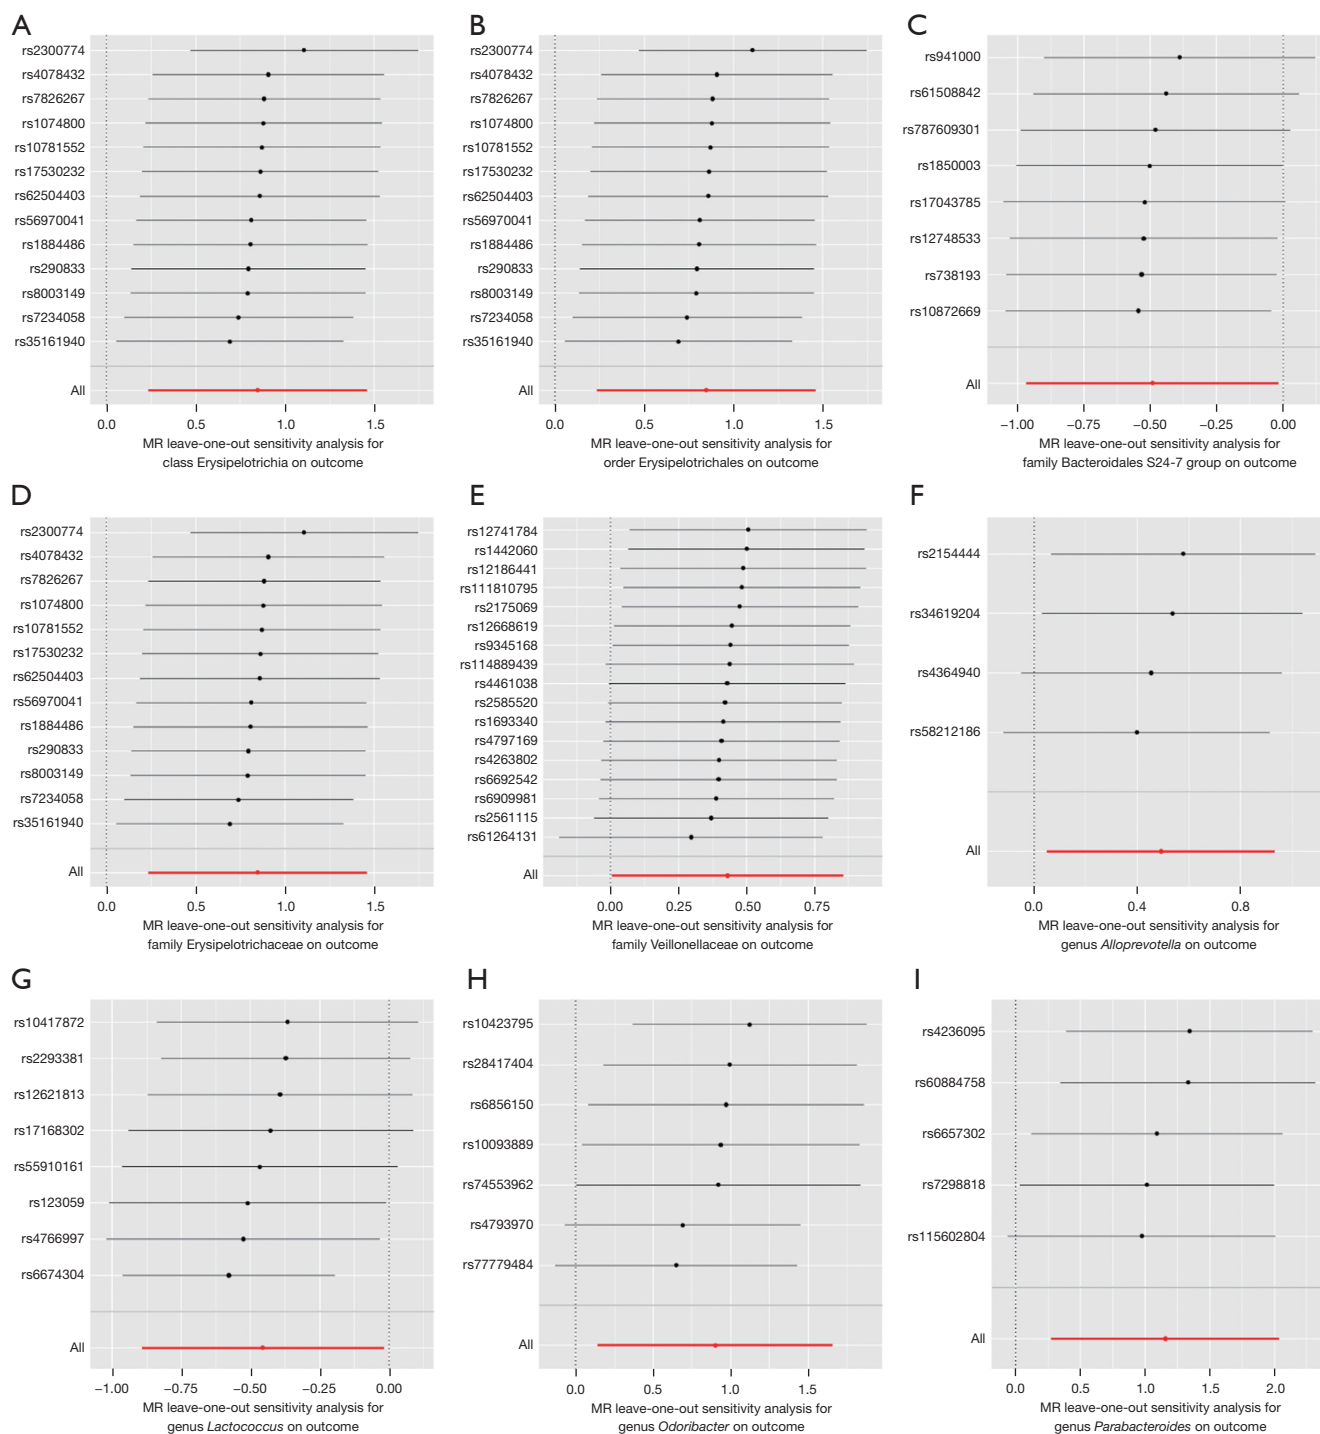 A
rs2300774
rs4078432
rs7826267
rs1074800
rs10781552
rs17530232
rs62504403
rs56970041
rs1884486
rs290833
rs8003149
rs7234058
rs35161940
All
0.0 0.5 1.0 1.5
MR leave-one-out sensitivity analysis for
class Erysipelotrichia on outcome
B
rs2300774
rs4078432
rs7826267
rs1074800
rs10781552
rs17530232
rs62504403
rs56970041
rs1884486
rs290833
rs8003149
rs7234058
rs35161940
All
0.0 0.5 1.0 1.5
MR leave-one-out sensitivity analysis for
order Erysipelotrichales on outcome
C
rs941000
rs61508842
rs787609301
rs1850003
rs17043785
rs12748533
rs738193
rs10872669
All
−1.00 −0.75 −0.50 −0.25 0.00
MR leave-one-out sensitivity analysis for
family Bacteroidales S24-7 group on outcome
D
rs2300774
rs4078432
rs7826267
rs1074800
rs10781552
rs17530232
rs62504403
rs56970041
rs1884486
rs290833
rs8003149
rs7234058
rs35161940
All
0.0 0.5 1.0 1.5
MR leave-one-out sensitivity analysis for
family Erysipelotrichaceae on outcome
E
rs12741784
rs1442060
rs12186441
rs111810795
rs2175069
rs12668619
rs9345168
rs114889439
rs4461038
rs2585520
rs1693340
rs4797169
rs4263802
rs6692542
rs6909981
rs2561115
rs61264131
All
0.00 0.25 0.50 0.75
MR leave-one-out sensitivity analysis for
family Veillonellaceae on outcome
F
rs2154444
rs34619204
rs4364940
rs58212186
All
0.0 0.4 0.8
MR leave-one-out sensitivity analysis for
genus Alloprevotella on outcome
G
rs10417872
rs2293381
rs12621813
rs17168302
rs55910161
rs123059
rs4766997
rs6674304
All
−1.00 −0.75 −0.50 −0.25 0.00
MR leave-one-out sensitivity analysis for
genus Lactococcus on outcome
H
rs10423795
rs28417404
rs6856150
rs10093889
rs74553962
rs4793970
rs77779484
All
0.0 0.5 1.0 1.5
MR leave-one-out sensitivity analysis for
genus Odoribacter on outcome
I
rs4236095
rs60884758
rs6657302
rs7298818
rs115602804
All
0.0 0.5 1.0 1.5 2.0
MR leave-one-out sensitivity analysis for
genus Parabacteroides on outcome